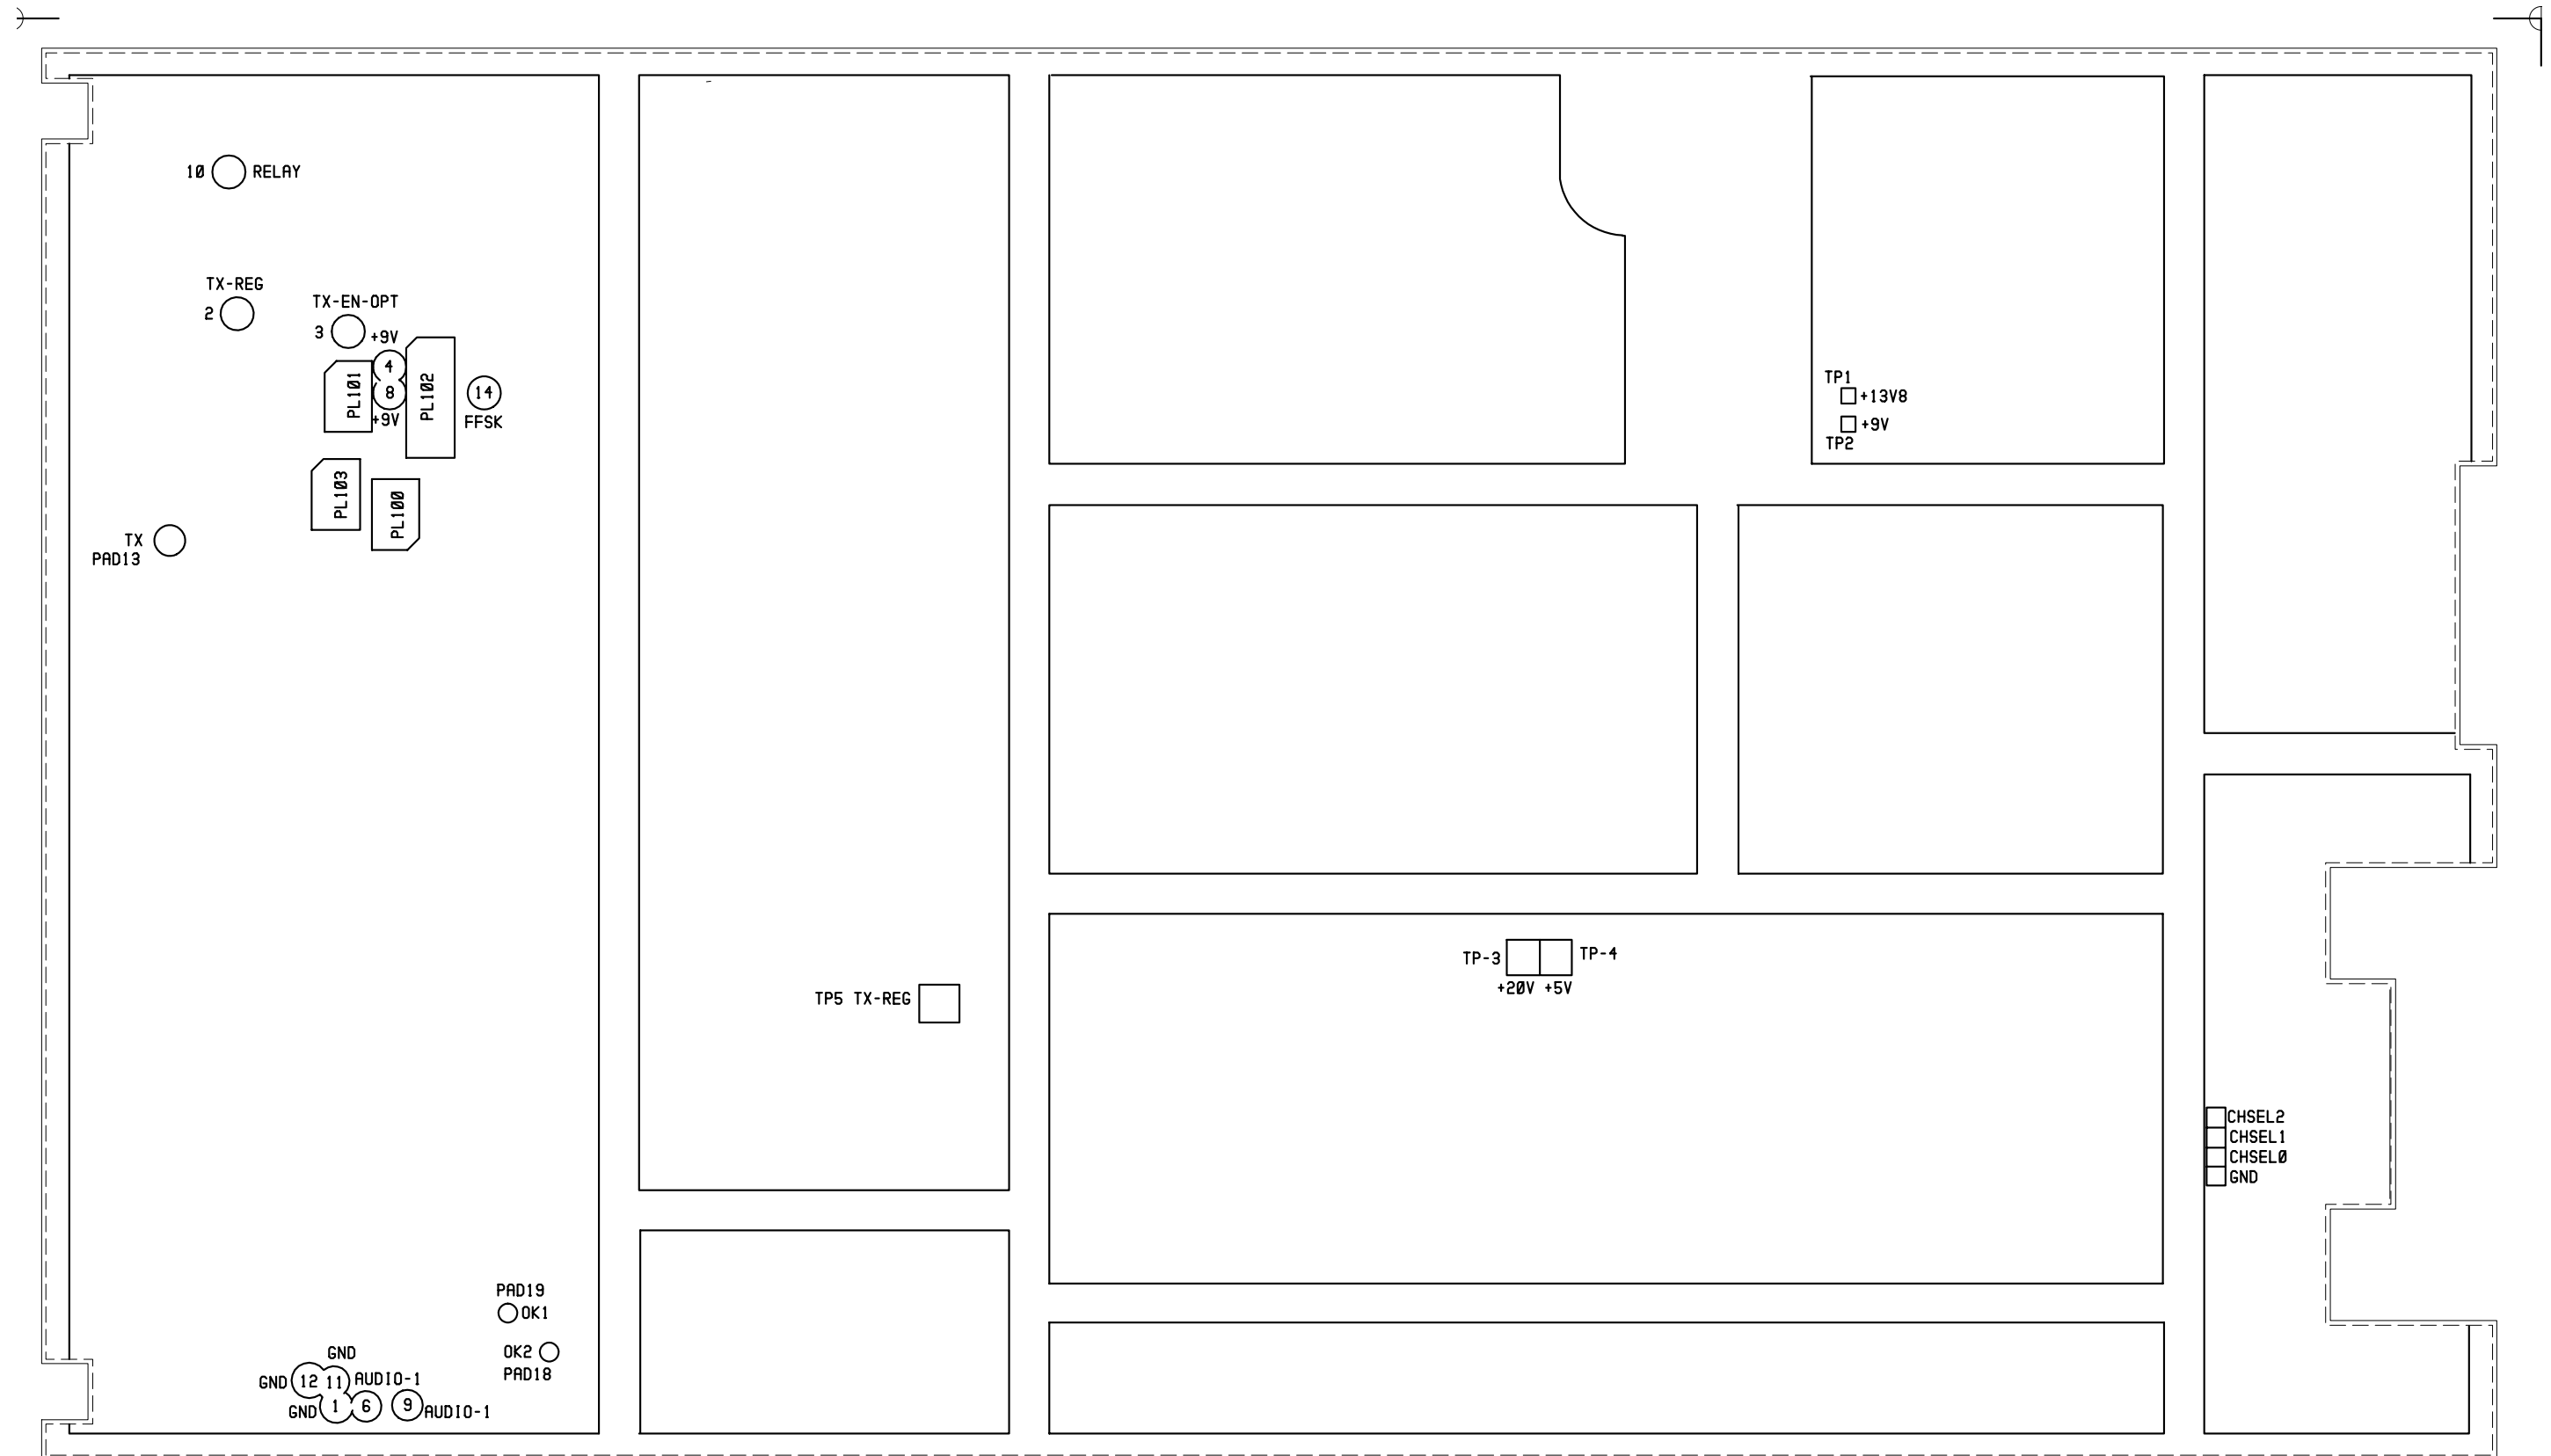 10 RELAY
TX-REG
2
TX-EN-OPT
3
+9V
4
PL101
8
PL102
14
+9V
FFSK
PL103
PL100
TX
PAD13
TP1
+13V8
+9V
TP2
TP-3
TP-4
+20V +5V
TP5 TX-REG
CHSEL2
CHSEL1
CHSEL0
GND
PAD19
OK1
OK2
PAD18
GND
GND 12 11 AUDIO-1
GND 1 6 9 AUDIO-1